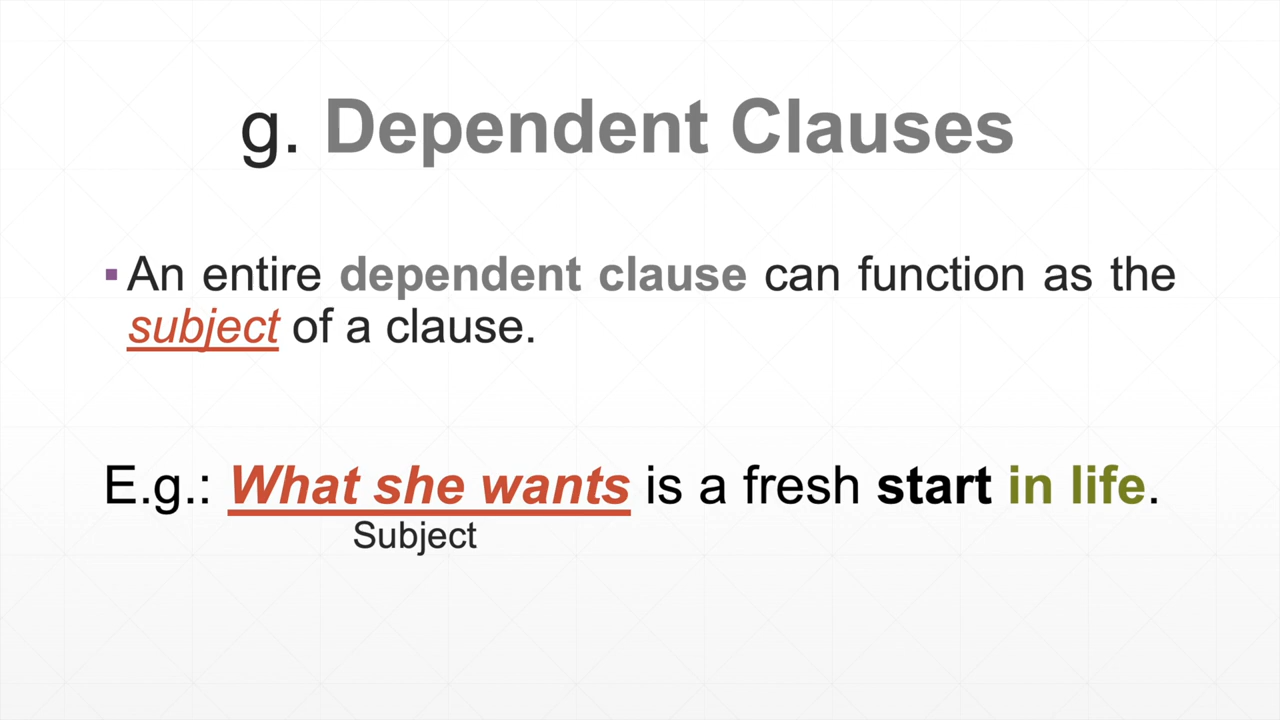 g. Dependent Clauses
▪An entire dependent clause can function as the
subject of a clause.
E.g.: What she wants is a fresh start in life.
Subject